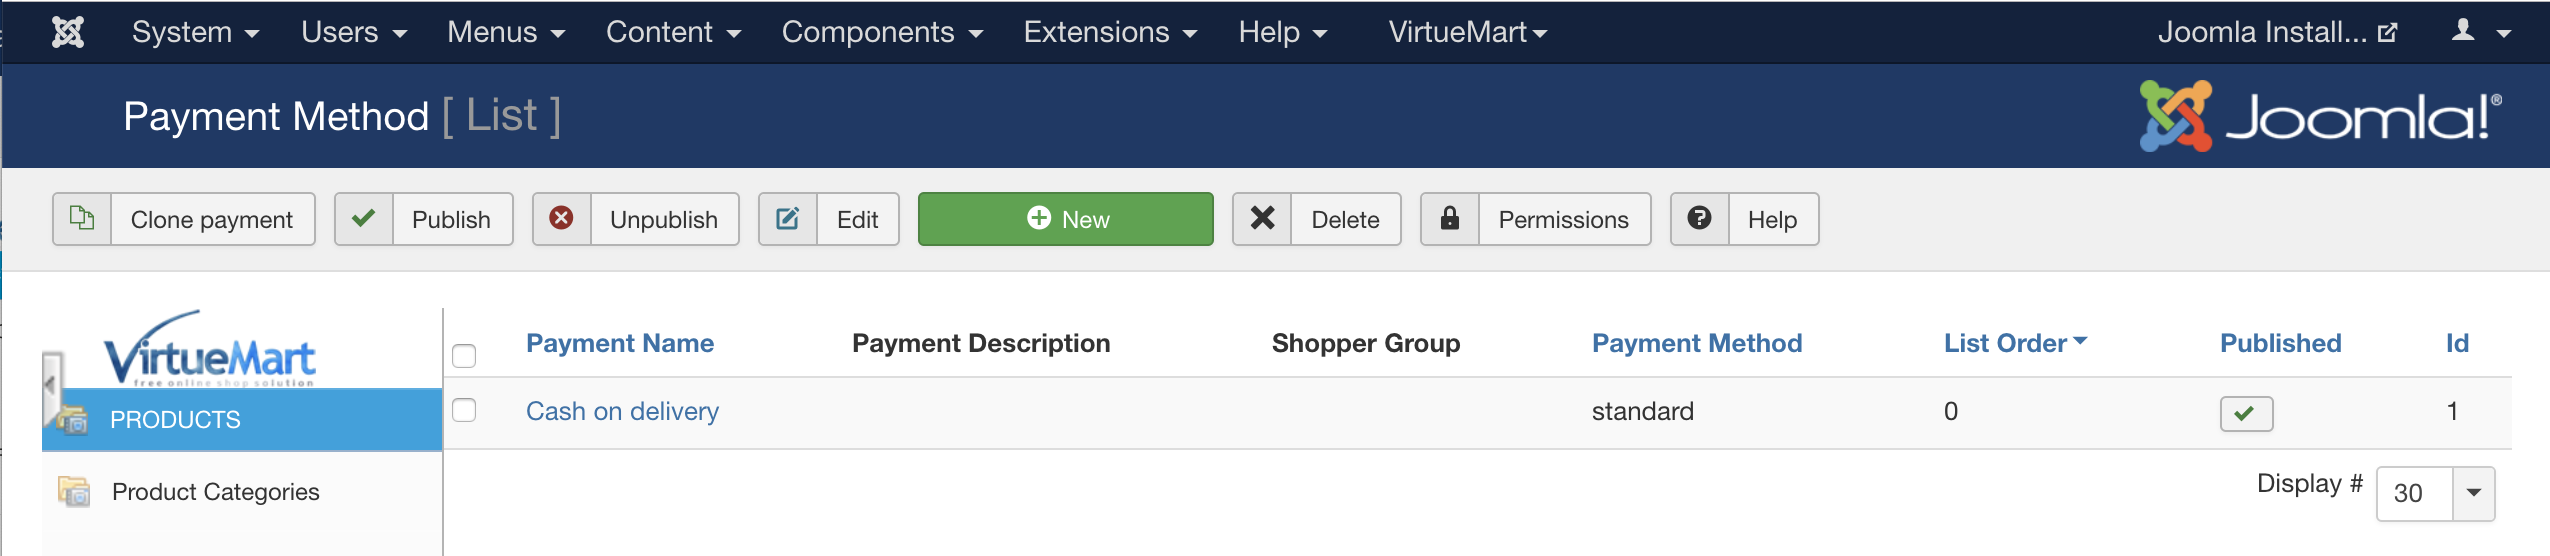 System Users Menus Content Components Extensions Help VirtueMart Joomla Install...
Payment Method [ List ] Joomla!®
Clone payment Publish Unpublish Edit New Delete Permissions Help
VirtueMart
free online shop solution
Payment Name Payment Description Shopper Group Payment Method List Order Published Id
PRODUCTS
Cash on delivery standard 0 1
Product Categories
Display # 30